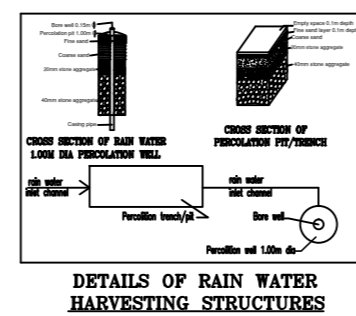 Bore well 0.15m
Percolation pit 1.00m
Fine sand
Coarse sand
20mm stone aggregate
40mm stone aggregate
Casing pipe
CROSS SECTION OF RAIN WATER
1.00M DIA PERCOLATION WELL
Empty space 0.1m depth
Fine sand layer 0.1m dept
Coarse sand
20mm stone aggregate
40mm stone aggregate
CROSS SECTION OF
PERCOLATION PIT/TRENCH
rain water
inlet channel
Percolition trench/pit
rain water
inlet channel
Bore well
Percolition well 1.00m dia
DETAILS OF RAIN WATER
HARVESTING STRUCTURES